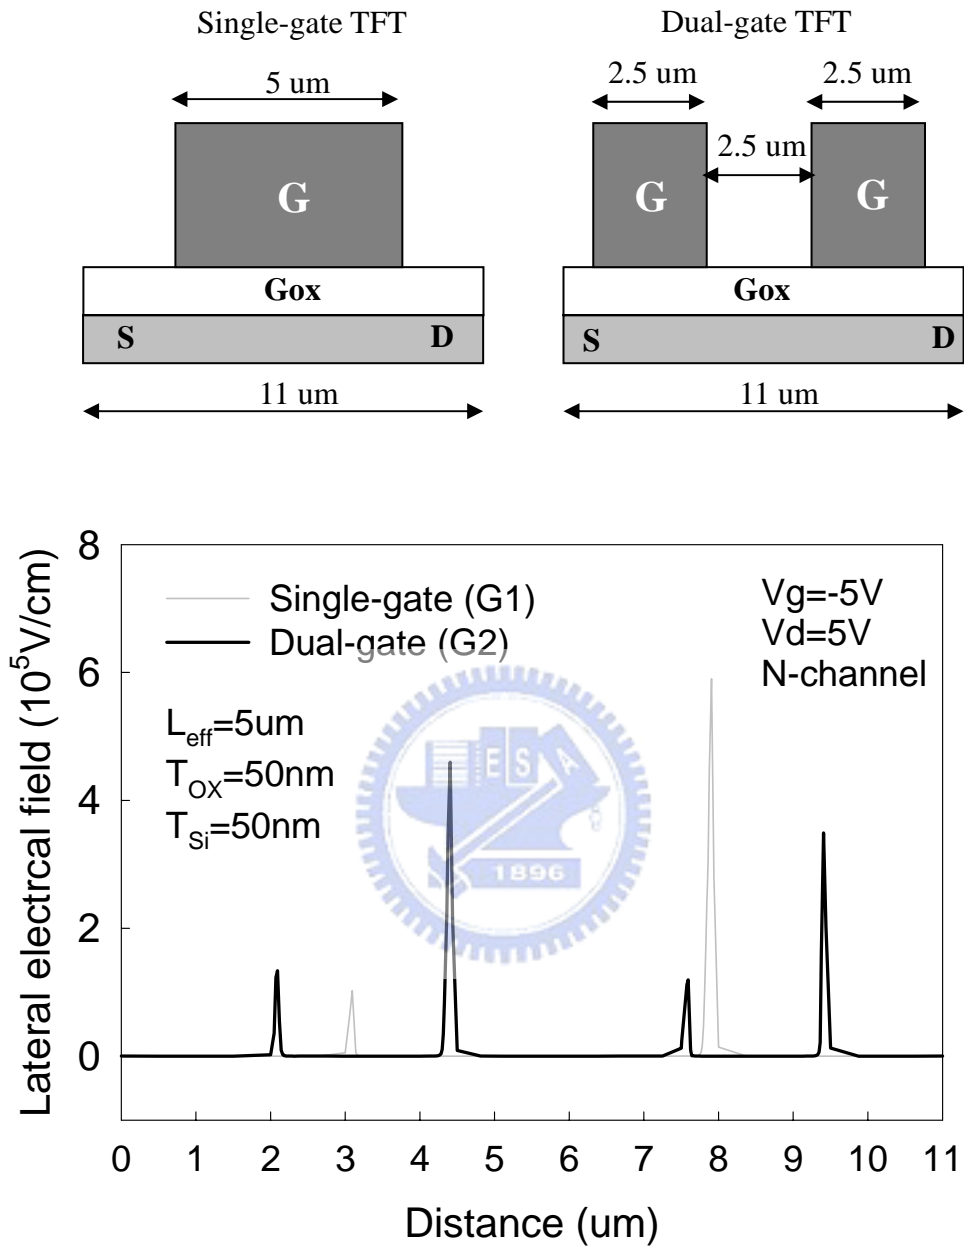 Single-gate TFT
Dual-gate TFT
5 um
2.5 um
2.5 um
2.5 um
G
G
G
Gox
Gox
S
D
S
D
11 um
11 um
8
6
4
2
0
Lateral electrcal field (10⁵V/cm)
Single-gate (G1)
Dual-gate (G2)
Vg=-5V
Vd=5V
N-channel
L_eff=5um
T_OX=50nm
T_Si=50nm
ESA
1896
0 1 2 3 4 5 6 7 8 9 10 11
Distance (um)